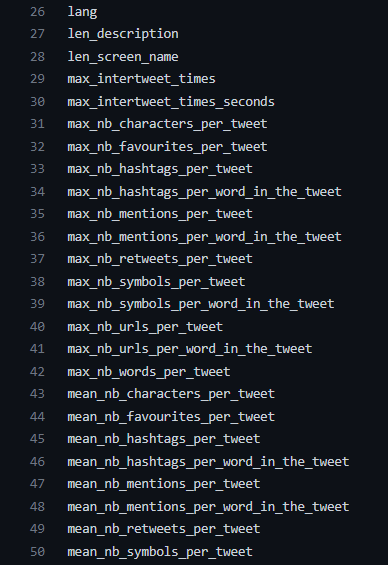 26 lang
27 len_description
28 len_screen_name
29 max_intertweet_times
30 max_intertweet_times_seconds
31 max_nb_characters_per_tweet
32 max_nb_favourites_per_tweet
33 max_nb_hashtags_per_tweet
34 max_nb_hashtags_per_word_in_the_tweet
35 max_nb_mentions_per_tweet
36 max_nb_mentions_per_word_in_the_tweet
37 max_nb_retweets_per_tweet
38 max_nb_symbols_per_tweet
39 max_nb_symbols_per_word_in_the_tweet
40 max_nb_urls_per_tweet
41 max_nb_urls_per_word_in_the_tweet
42 max_nb_words_per_tweet
43 mean_nb_characters_per_tweet
44 mean_nb_favourites_per_tweet
45 mean_nb_hashtags_per_tweet
46 mean_nb_hashtags_per_word_in_the_tweet
47 mean_nb_mentions_per_tweet
48 mean_nb_mentions_per_word_in_the_tweet
49 mean_nb_retweets_per_tweet
50 mean_nb_symbols_per_tweet